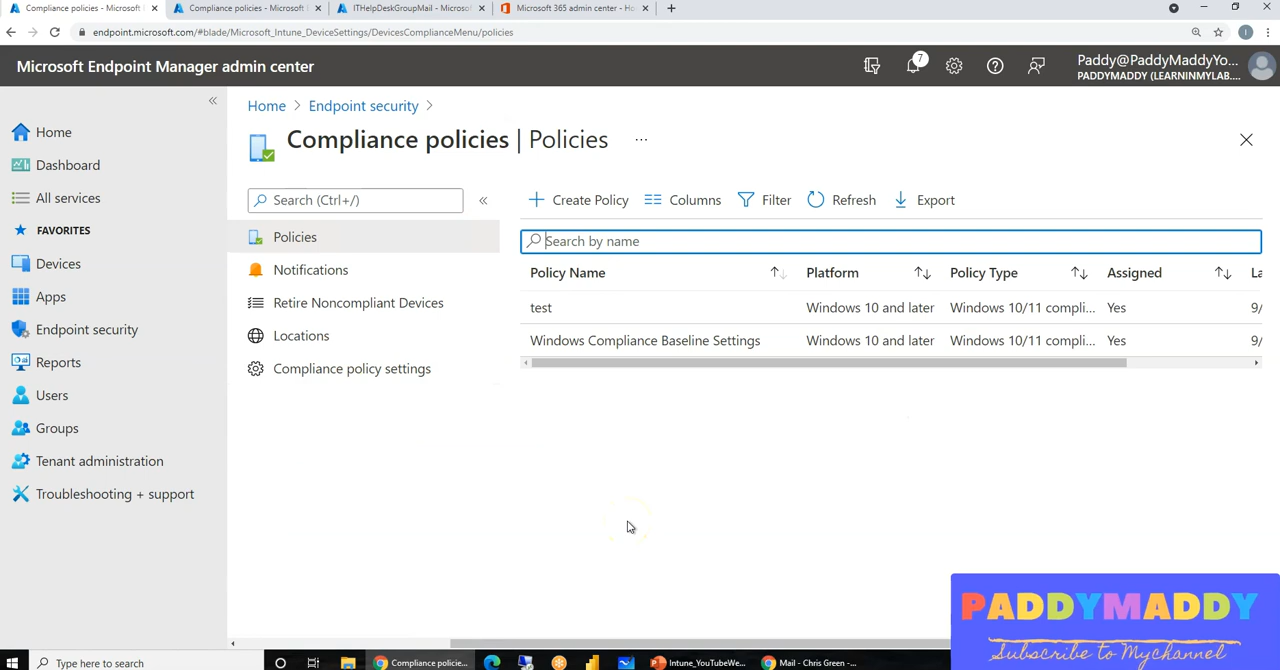 Compliance policies - Microsoft
Compliance policies - Microsoft
ITHelpDeskGroupMail - Microsof
Microsoft 365 admin center - Ho
endpoint.microsoft.com/#blade/Microsoft_Intune_DeviceSettings/DevicesComplianceMenu/policies
I
Microsoft Endpoint Manager admin center
7
Paddy@PaddyMaddyYo...
PADDYMADDY (LEARNINMYLAB....
Home > Endpoint security >
Compliance policies | Policies ...
Home
Dashboard
All services
FAVORITES
Devices
Apps
Endpoint security
Reports
Users
Groups
Tenant administration
Troubleshooting + support
Search (Ctrl+/)
Policies
Notifications
Retire Noncompliant Devices
Locations
Compliance policy settings
Create Policy Columns Filter Refresh Export
Search by name
Policy Name Platform Policy Type Assigned La
test Windows 10 and later Windows 10/11 compli... Yes 9/
Windows Compliance Baseline Settings Windows 10 and later Windows 10/11 compli... Yes 9/
PADDYMADDY
Subscribe to Mychannel
Type here to search
Compliance policie...
Intune_YouTubeWe...
Mail - Chris Green -...